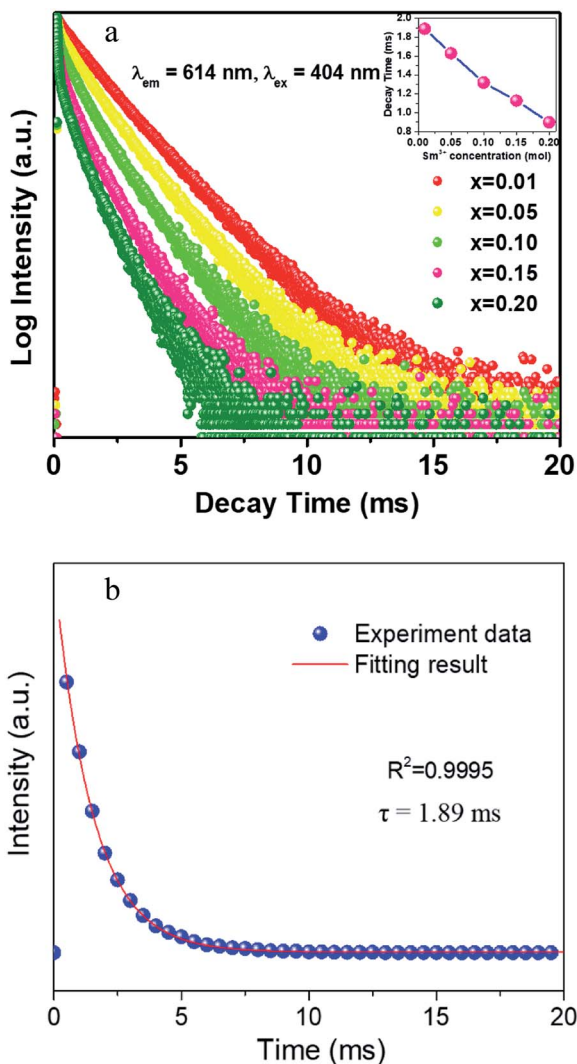 a
λem = 614 nm, λex = 404 nm
Decay Time (ms)
2.0
1.8
1.6
1.4
1.2
1.0
0.8
0.00 0.05 0.10 0.15 0.20
Sm³⁺ concentration (mol)
x=0.01
x=0.05
x=0.10
x=0.15
x=0.20
Log Intensity (a.u.)
0 5 10 15 20
Decay Time (ms)
b
Experiment data
Fitting result
R²=0.9995
τ = 1.89 ms
Intensity (a.u.)
0 5 10 15 20
Time (ms)